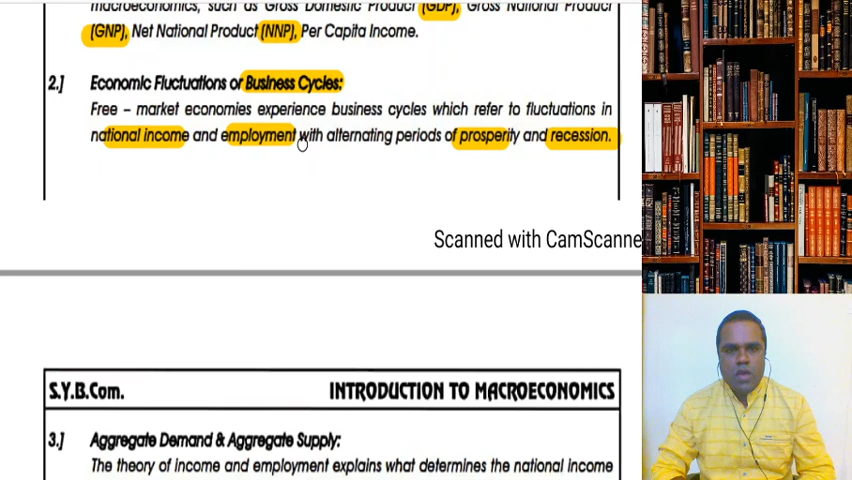 macroeconomics, such as Gross Domestic Product (GDP), Gross National Product
(GNP), Net National Product (NNP), Per Capita Income.
2.] Economic Fluctuations or Business Cycles:
Free – market economies experience business cycles which refer to fluctuations in
national income and employment with alternating periods of prosperity and recession.
Scanned with CamScanne
S.Y.B.Com. INTRODUCTION TO MACROECONOMICS
3.] Aggregate Demand & Aggregate Supply:
The theory of income and employment explains what determines the national income